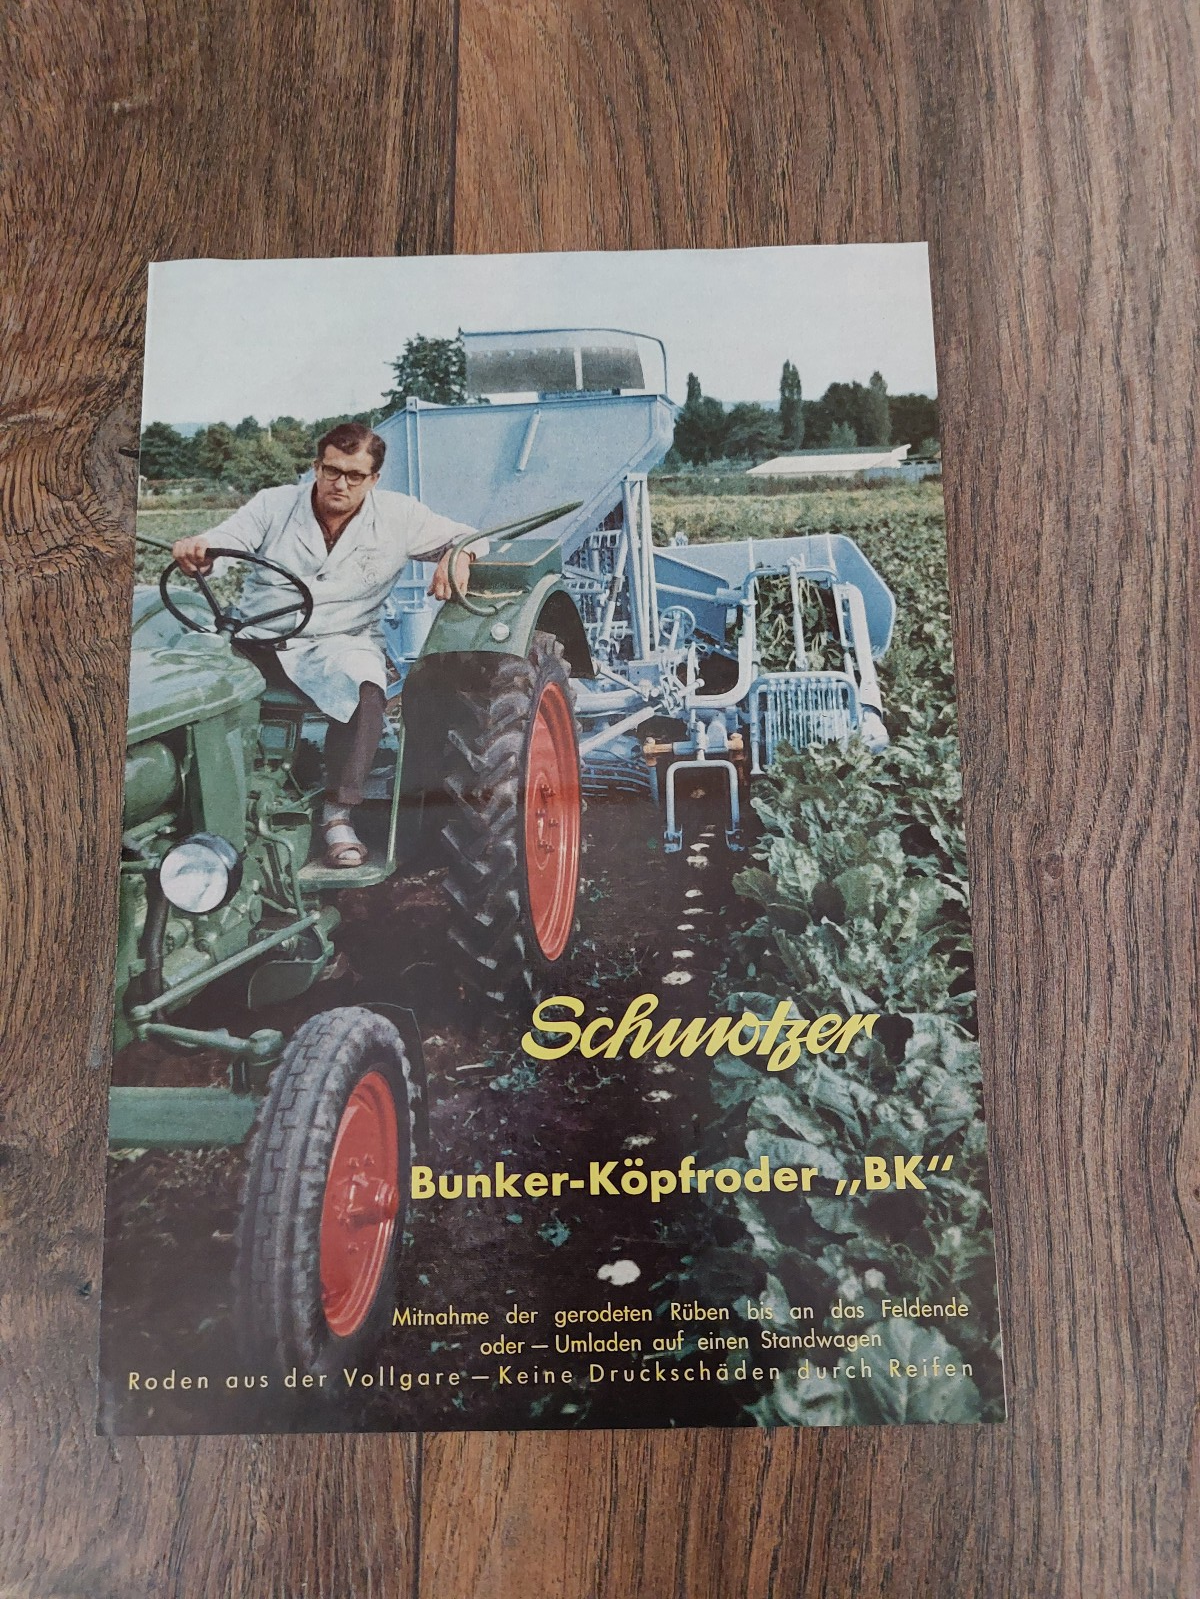 Schmotzer
Bunker-Köpfroder „BK“
Mitnahme der gerodeten Rüben bis an das Feldende
oder — Umladen auf einen Standwagen
Roden aus der Vollgare — Keine Druckschäden durch Reifen